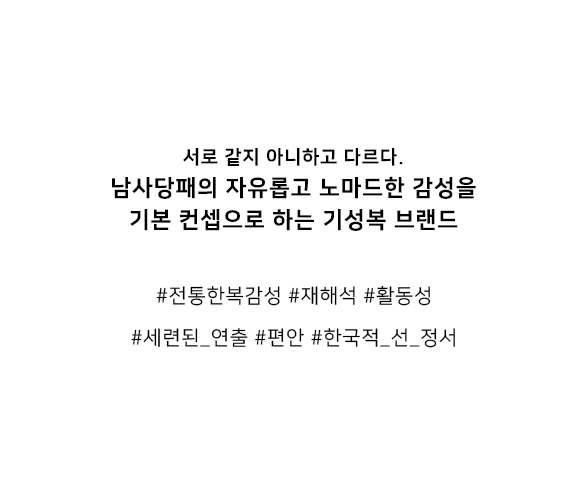 서로 같지 아니하고 다르다.
남사당패의 자유롭고 노마드한 감성을
기본 컨셉으로 하는 기성복 브랜드
#전통한복감성 #재해석 #활동성
#세련된_연출 #편안 #한국적_선_정서